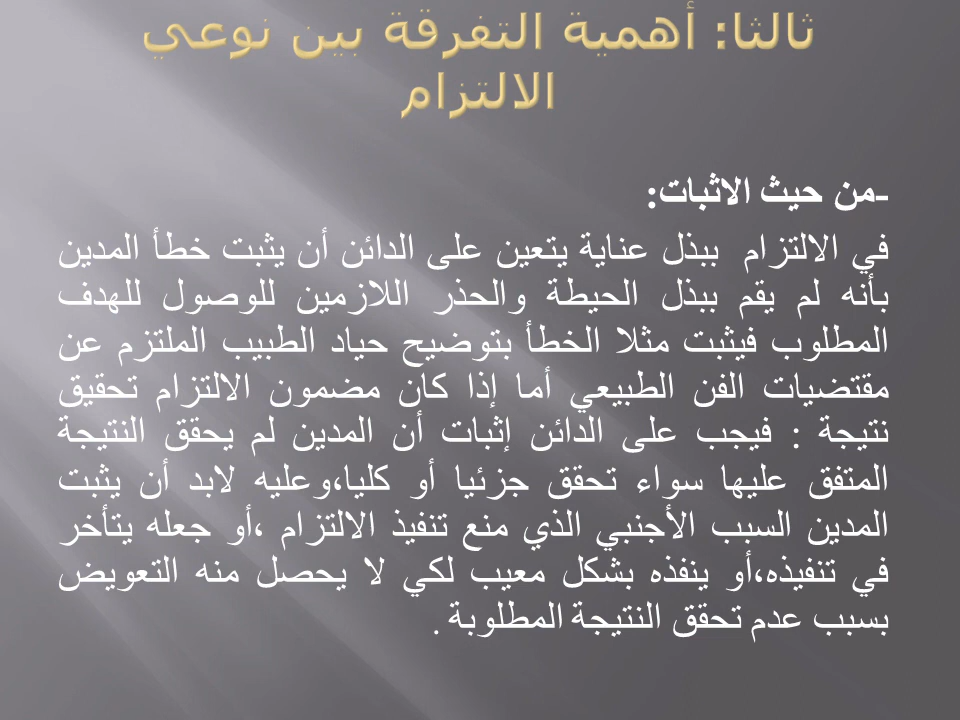 ثالثا: أهمية التفرقة بين نوعي
الالتزام
-من حيث الاثبات:
في الالتزام ببذل عناية يتعين على الدائن أن يثبت خطأ المدين
بأنه لم يقم ببذل الحيطة والحذر اللازمين للوصول للهدف
المطلوب فيثبت مثلا الخطأ بتوضيح حياد الطبيب الملتزم عن
مقتضيات الفن الطبيعي أما إذا كان مضمون الالتزام تحقيق
نتيجة : فيجب على الدائن إثبات أن المدين لم يحقق النتيجة
المتفق عليها سواء تحقق جزئيا أو كليا،وعليه لابد أن يثبت
المدين السبب الأجنبي الذي منع تنفيذ الالتزام ،أو جعله يتأخر
في تنفيذه،أو ينفذه بشكل معيب لكي لا يحصل منه التعويض
بسبب عدم تحقق النتيجة المطلوبة .